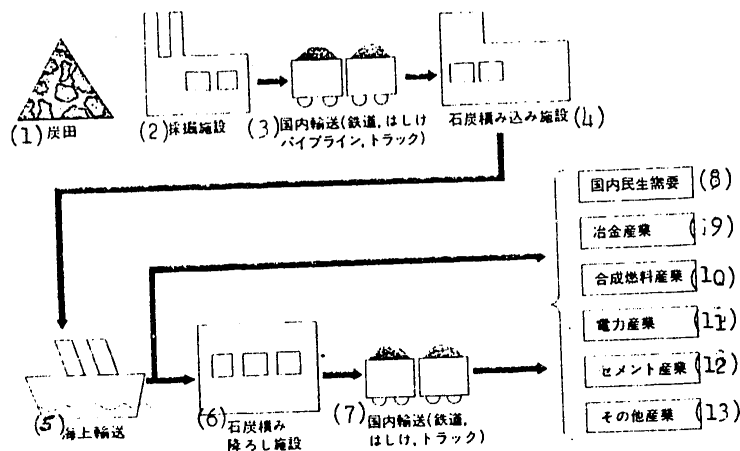 (1) 炭田
(2) 採掘施設
(3) 国内輸送(鉄道,はしけ
パイプライン,トラック)
石炭積み込み施設 (4)
(5) 海上輸送
(6) 石炭積み
降ろし施設
(7) 国内輸送(鉄道,
はしけ,トラック)
国内民生需要 (8)
冶金産業 (9)
合成燃料産業 (10)
電力産業 (11)
セメント産業 (12)
その他産業 (13)